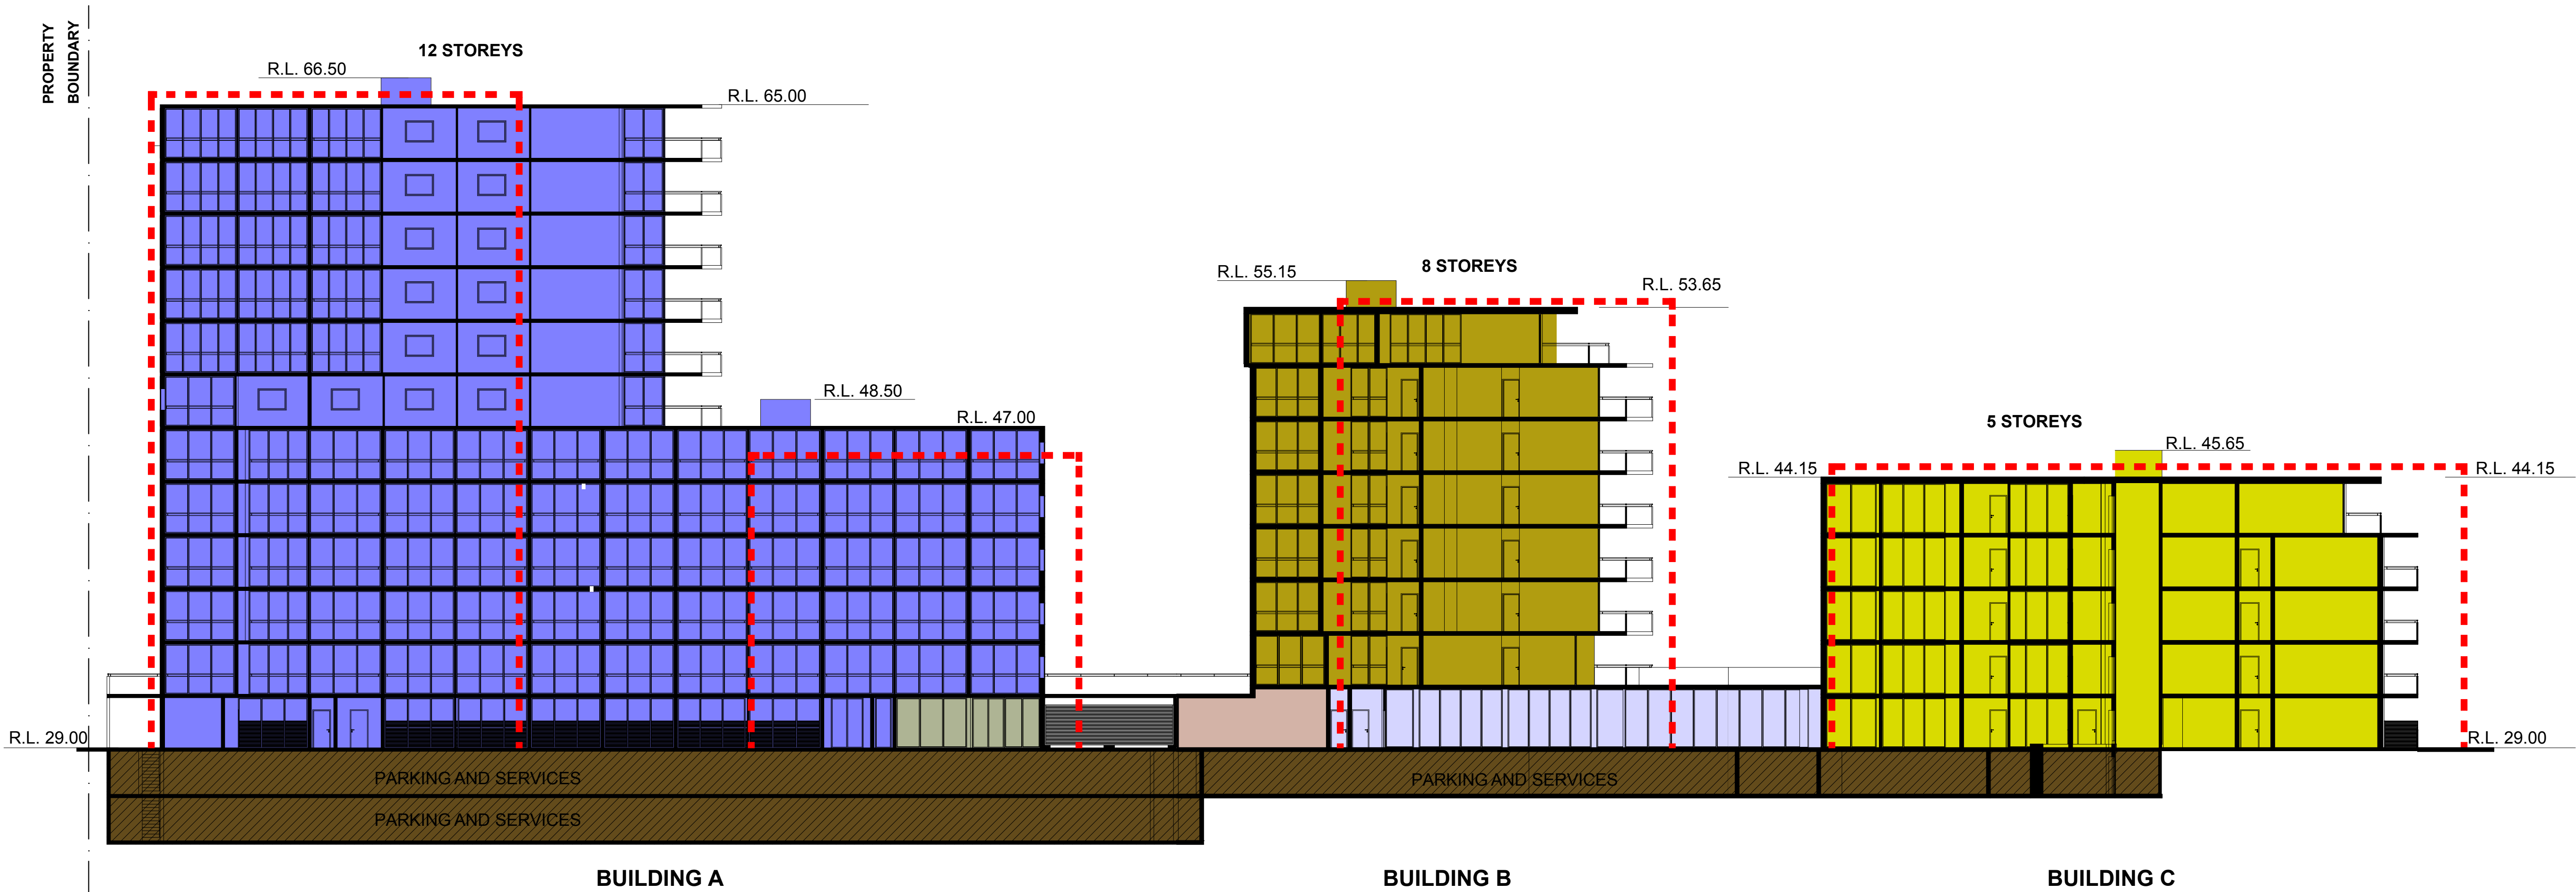 PROPERTY
BOUNDARY
12 STOREYS
R.L. 66.50
R.L. 65.00
R.L. 48.50
R.L. 47.00
R.L. 55.15
8 STOREYS
R.L. 53.65
5 STOREYS
R.L. 45.65
R.L. 44.15
R.L. 44.15
R.L. 29.00
R.L. 29.00
PARKING AND SERVICES
PARKING AND SERVICES
PARKING AND SERVICES
BUILDING A
BUILDING B
BUILDING C